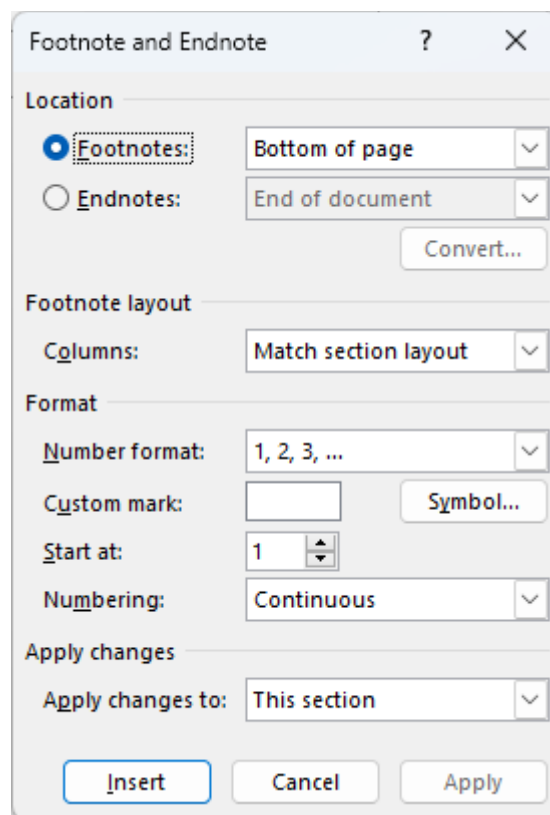 Footnote and Endnote ?
Location
Footnotes: Bottom of page
Endnotes: End of document
Convert...
Footnote layout
Columns: Match section layout
Format
Number format: 1, 2, 3, ...
Custom mark: Symbol...
Start at: 1
Numbering: Continuous
Apply changes
Apply changes to: This section
Insert Cancel Apply